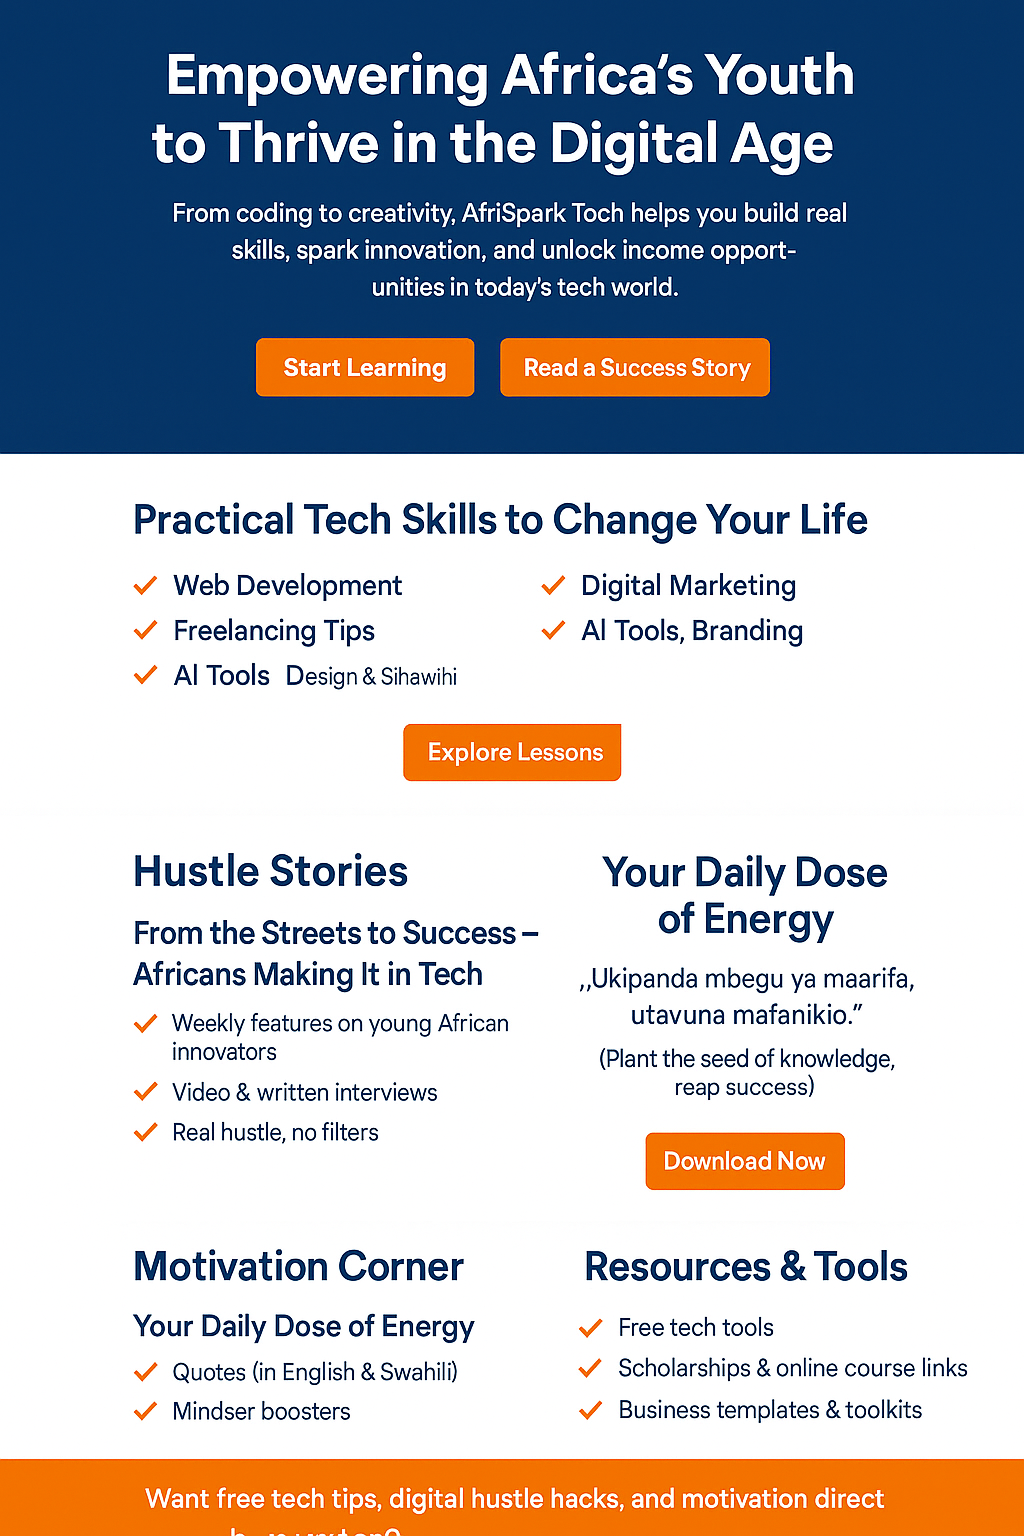 Empowering Africa's Youth
to Thrive in the Digital Age
From coding to creativity, AfriSpark Toch helps you build real
skills, spark innovation, and unlock income opport-
unities in today's tech world.
Start Learning
Read a Success Story
Practical Tech Skills to Change Your Life
Web Development
Freelancing Tips
AI Tools Design & Sihawihi
Digital Marketing
AI Tools, Branding
Explore Lessons
Hustle Stories
From the Streets to Success –
Africans Making It in Tech
Weekly features on young African
innovators
Video & written interviews
Real hustle, no filters
Your Daily Dose
of Energy
,,Ukipanda mbegu ya maarifa,
utavuna mafanikio.”
(Plant the seed of knowledge,
reap success)
Download Now
Motivation Corner
Your Daily Dose of Energy
Quotes (in English & Swahili)
Mindser boosters
Resources & Tools
Free tech tools
Scholarships & online course links
Business templates & toolkits
Want free tech tips, digital hustle hacks, and motivation direct